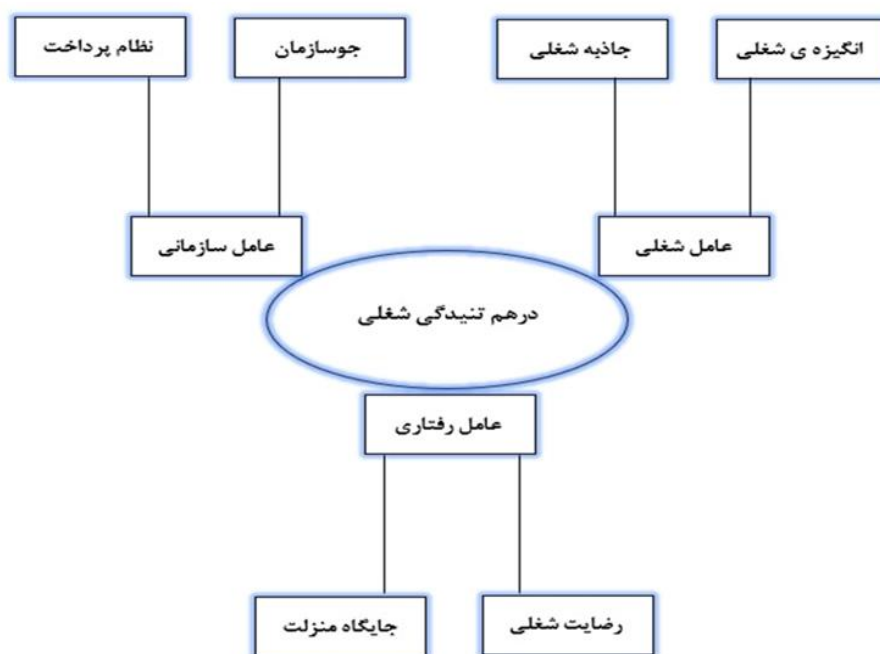 انگیزه ی شغلی
جاذبه شغلی
جوسازمان
نظام پرداخت
عامل شغلی
عامل سازمانی
درهم تنیدگی شغلی
عامل رفتاری
رضایت شغلی
جایگاه منزلت